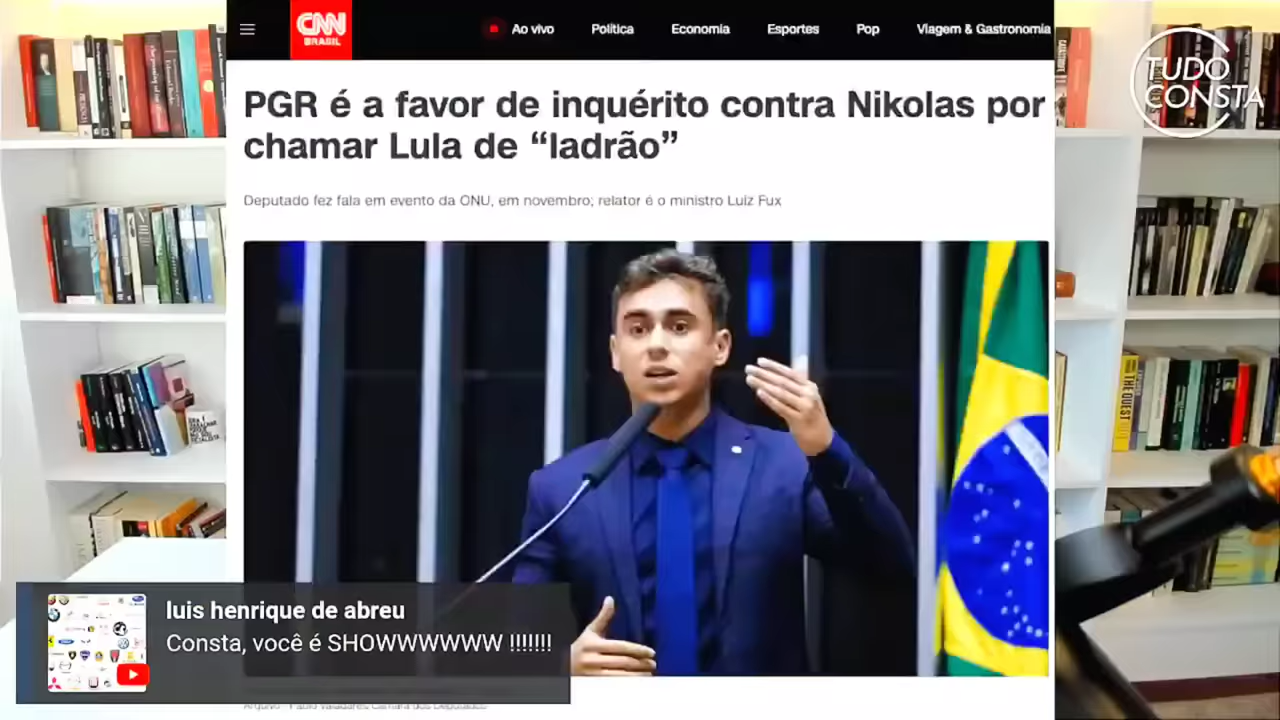 CNN
BRASIL
Ao vivo
Política
Economia
Esportes
Pop
Viagem & Gastronomia
TUDO
CONSTA
PGR é a favor de inquérito contra Nikolas por
chamar Lula de “ladrão”
Deputado fez fala em evento da ONU, em novembro; relator é o ministro Luiz Fux
THE QUEST
luis henrique de abreu
Consta, você é SHOWWWWWW !!!!!!!